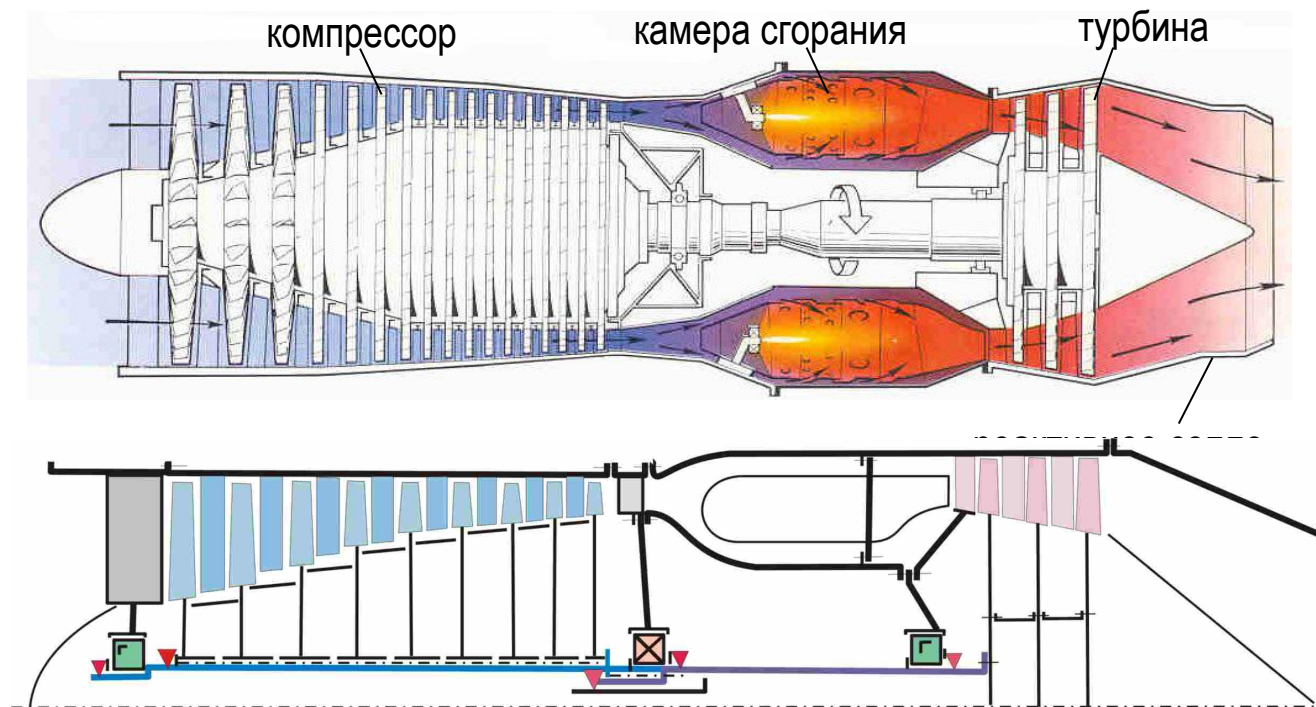 компрессор
камера сгорания
турбина